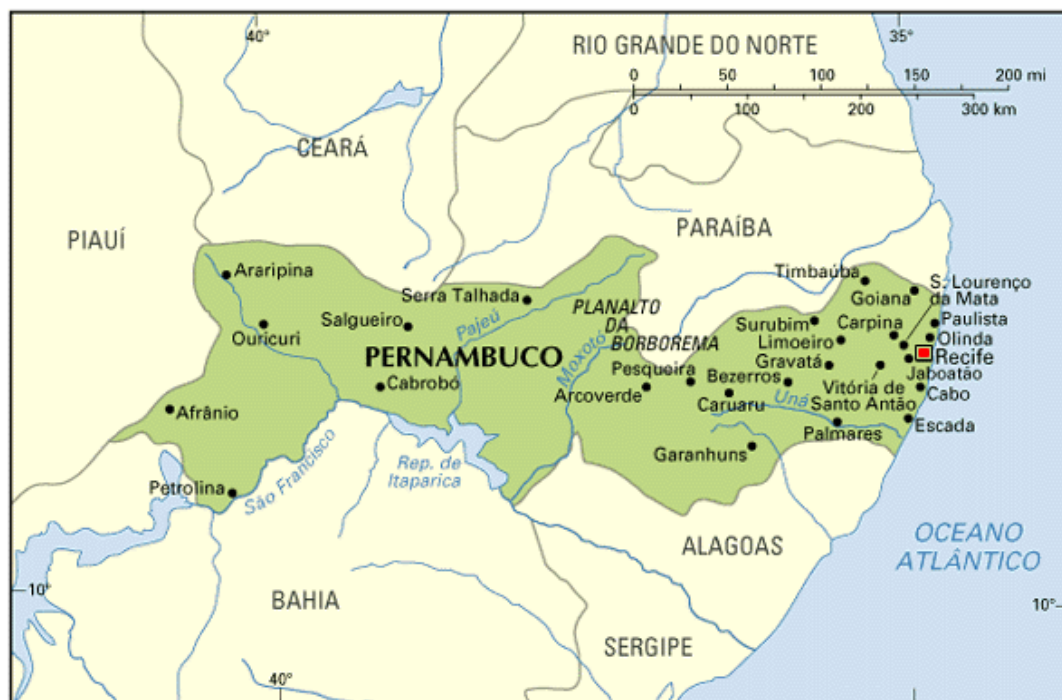 40°
35°
RIO GRANDE DO NORTE
0 50 100 150 200 mi
0 100 200 300 km
CEARÁ
PIAUÍ
PARAÍBA
Araripina
Timbaúba
S. Lourenço
da Mata
Goiana
Serra Talhada
PLANALTO
DA
BORBOREMA
Salgueiro
Pajeú
Surubim
Carpina
Paulista
Ouricuri
Limoeiro
Olinda
PERNAMBUCO
Moxotó
Gravatá
Recife
Pesqueira
Bezerros
Jaboatão
Cabrobó
Arcoverde
Caruaru
Uná
Vitória de
Santo Antão
Cabo
Afrânio
Palmares
Escada
Garanhuns
Rep. de
Itaparica
São Francisco
Petrolina
OCEANO
ATLÂNTICO
ALAGOAS
BAHIA
10°
10°
SERGIPE
40°